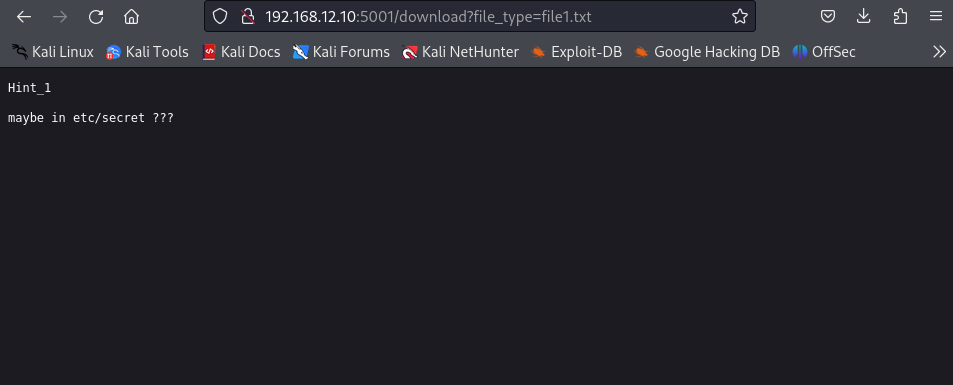 192.168.12.10:5001/download?file_type=file1.txt
Kali Linux Kali Tools Kali Docs Kali Forums Kali NetHunter Exploit-DB Google Hacking DB OffSec
Hint_1
maybe in etc/secret ???